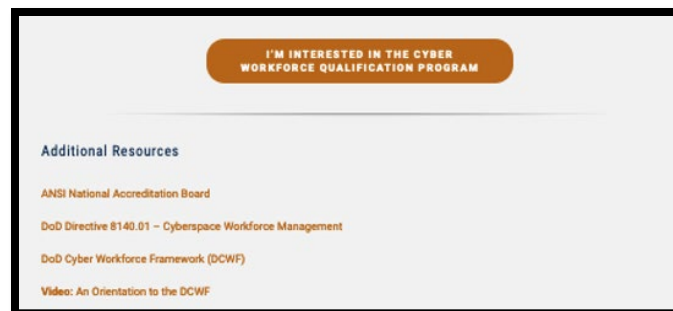 I'M INTERESTED IN THE CYBER
WORKFORCE QUALIFICATION PROGRAM
Additional Resources
ANSI National Accreditation Board
DoD Directive 8140.01 – Cyberspace Workforce Management
DoD Cyber Workforce Framework (DCWF)
Video: An Orientation to the DCWF